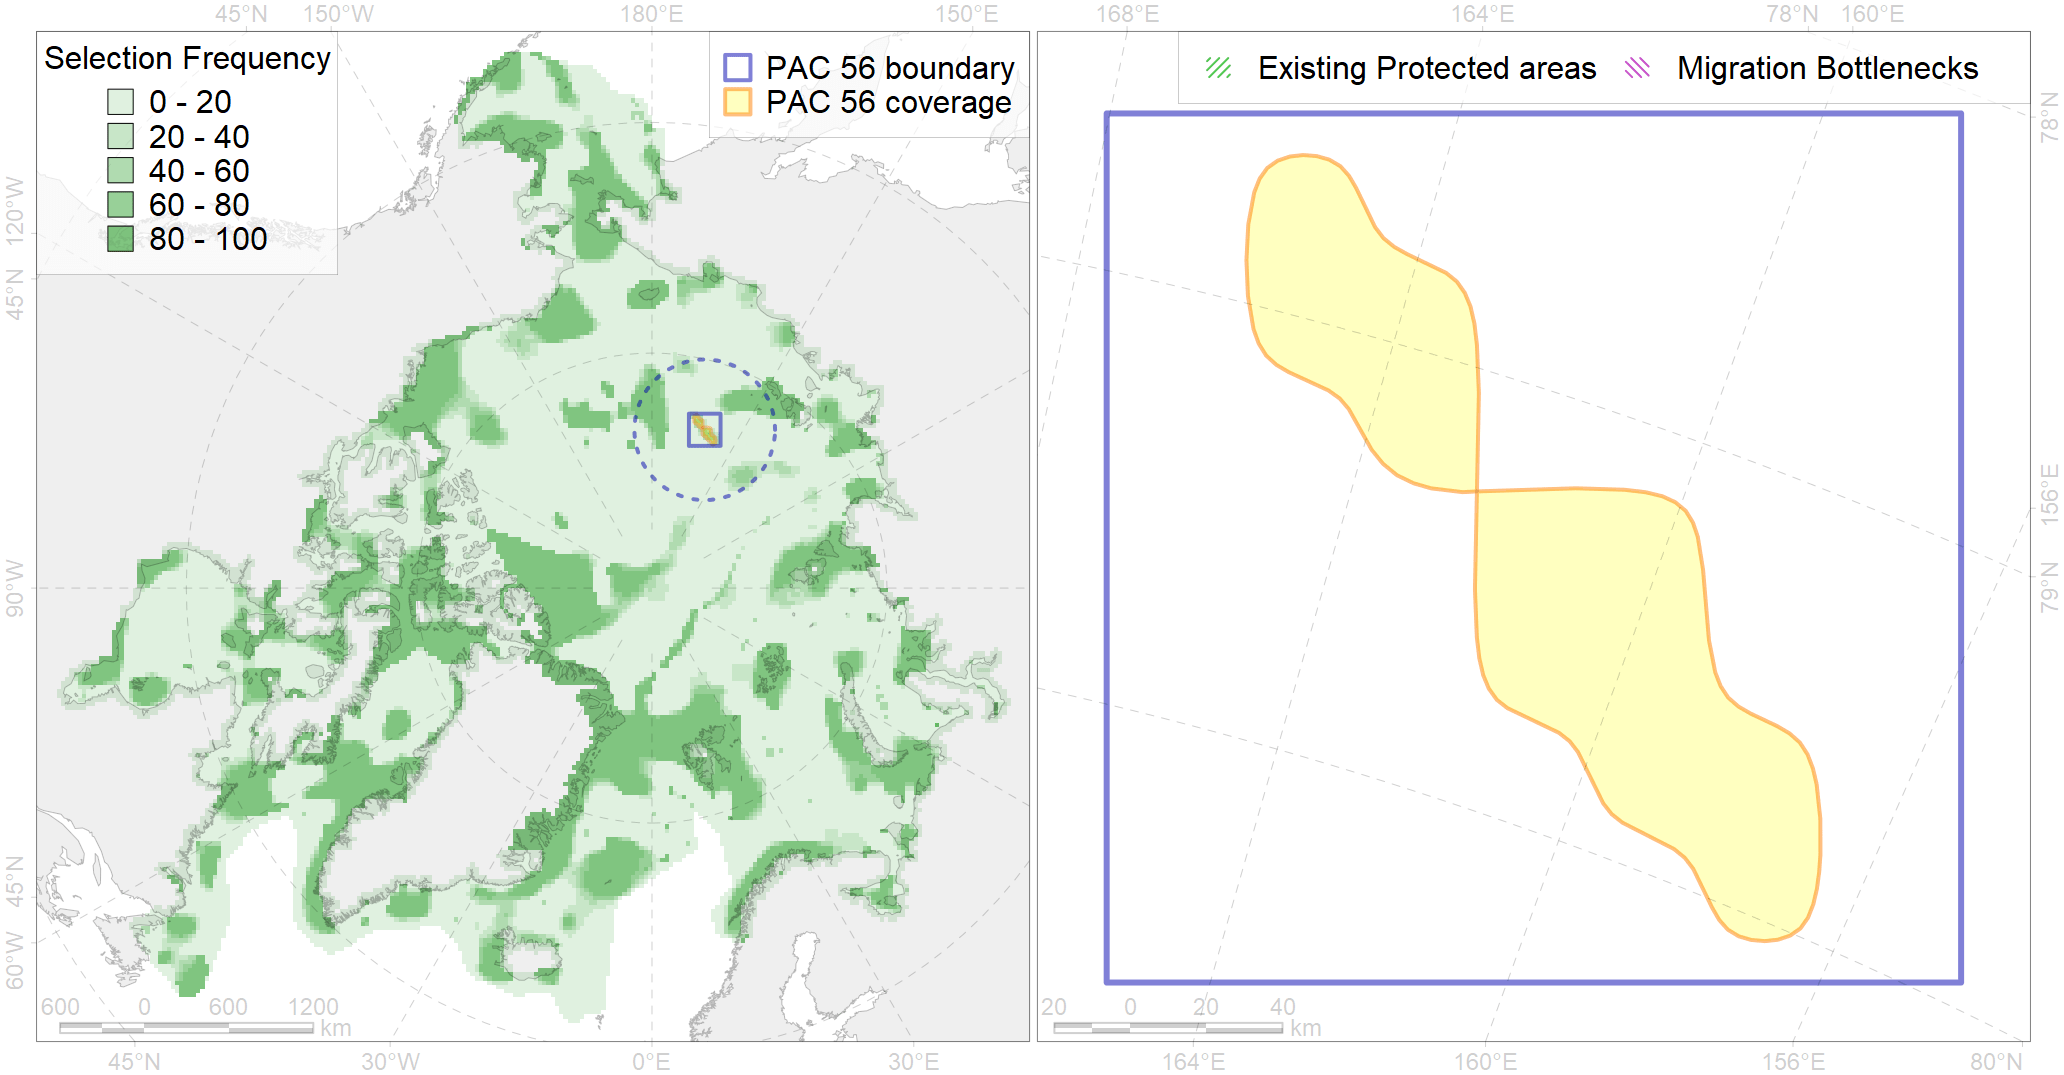 45°N 150°W 180°E 150°E 168°E 164°E 78°N 160°E
Selection Frequency
0 - 20
20 - 40
40 - 60
60 - 80
80 - 100
PAC 56 boundary
PAC 56 coverage
Existing Protected areas Migration Bottlenecks
120°W
45°N
90°W
45°N
60°W
78°N
156°E
79°N
600 0 600 1200
km
20 0 20 40
km
45°N 30°W 0°E 30°E 164°E 160°E 156°E 80°N